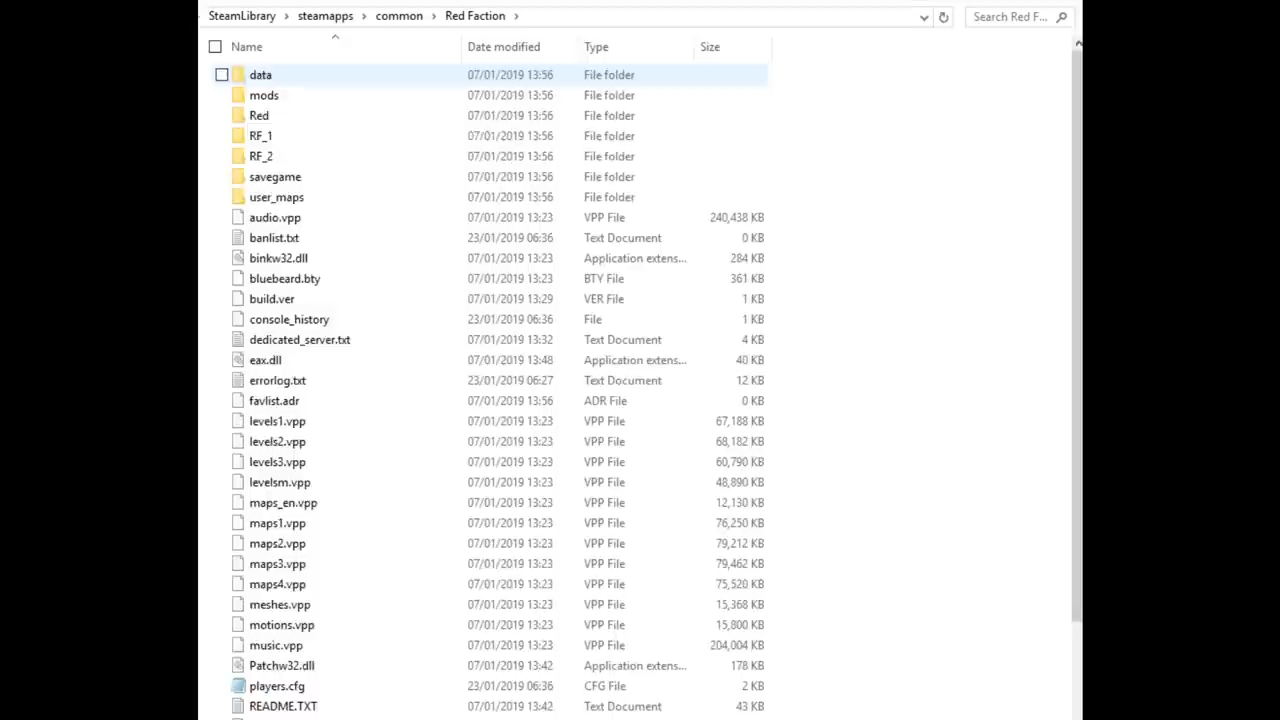 SteamLibrary > steamapps > common > Red Faction >
Search Red F...
Name Date modified Type Size
data 07/01/2019 13:56 File folder
mods 07/01/2019 13:56 File folder
Red 07/01/2019 13:56 File folder
RF_1 07/01/2019 13:56 File folder
RF_2 07/01/2019 13:56 File folder
savegame 07/01/2019 13:56 File folder
user_maps 07/01/2019 13:56 File folder
audio.vpp 07/01/2019 13:23 VPP File 240,438 KB
banlist.txt 23/01/2019 06:36 Text Document 0 KB
binkw32.dll 07/01/2019 13:23 Application extens... 284 KB
bluebeard.bty 07/01/2019 13:23 BTY File 361 KB
build.ver 07/01/2019 13:29 VER File 1 KB
console_history 23/01/2019 06:36 File 1 KB
dedicated_server.txt 07/01/2019 13:32 Text Document 4 KB
eax.dll 07/01/2019 13:48 Application extens... 40 KB
errorlog.txt 23/01/2019 06:27 Text Document 12 KB
favlist.adr 07/01/2019 13:56 ADR File 0 KB
levels1.vpp 07/01/2019 13:23 VPP File 67,188 KB
levels2.vpp 07/01/2019 13:23 VPP File 68,182 KB
levels3.vpp 07/01/2019 13:23 VPP File 60,790 KB
levelsm.vpp 07/01/2019 13:23 VPP File 48,890 KB
maps_en.vpp 07/01/2019 13:23 VPP File 12,130 KB
maps1.vpp 07/01/2019 13:23 VPP File 76,250 KB
maps2.vpp 07/01/2019 13:23 VPP File 79,212 KB
maps3.vpp 07/01/2019 13:23 VPP File 79,462 KB
maps4.vpp 07/01/2019 13:23 VPP File 75,520 KB
meshes.vpp 07/01/2019 13:23 VPP File 15,368 KB
motions.vpp 07/01/2019 13:23 VPP File 15,800 KB
music.vpp 07/01/2019 13:23 VPP File 204,004 KB
Patchw32.dll 07/01/2019 13:42 Application extens... 178 KB
players.cfg 23/01/2019 06:36 CFG File 2 KB
README.TXT 07/01/2019 13:42 Text Document 43 KB